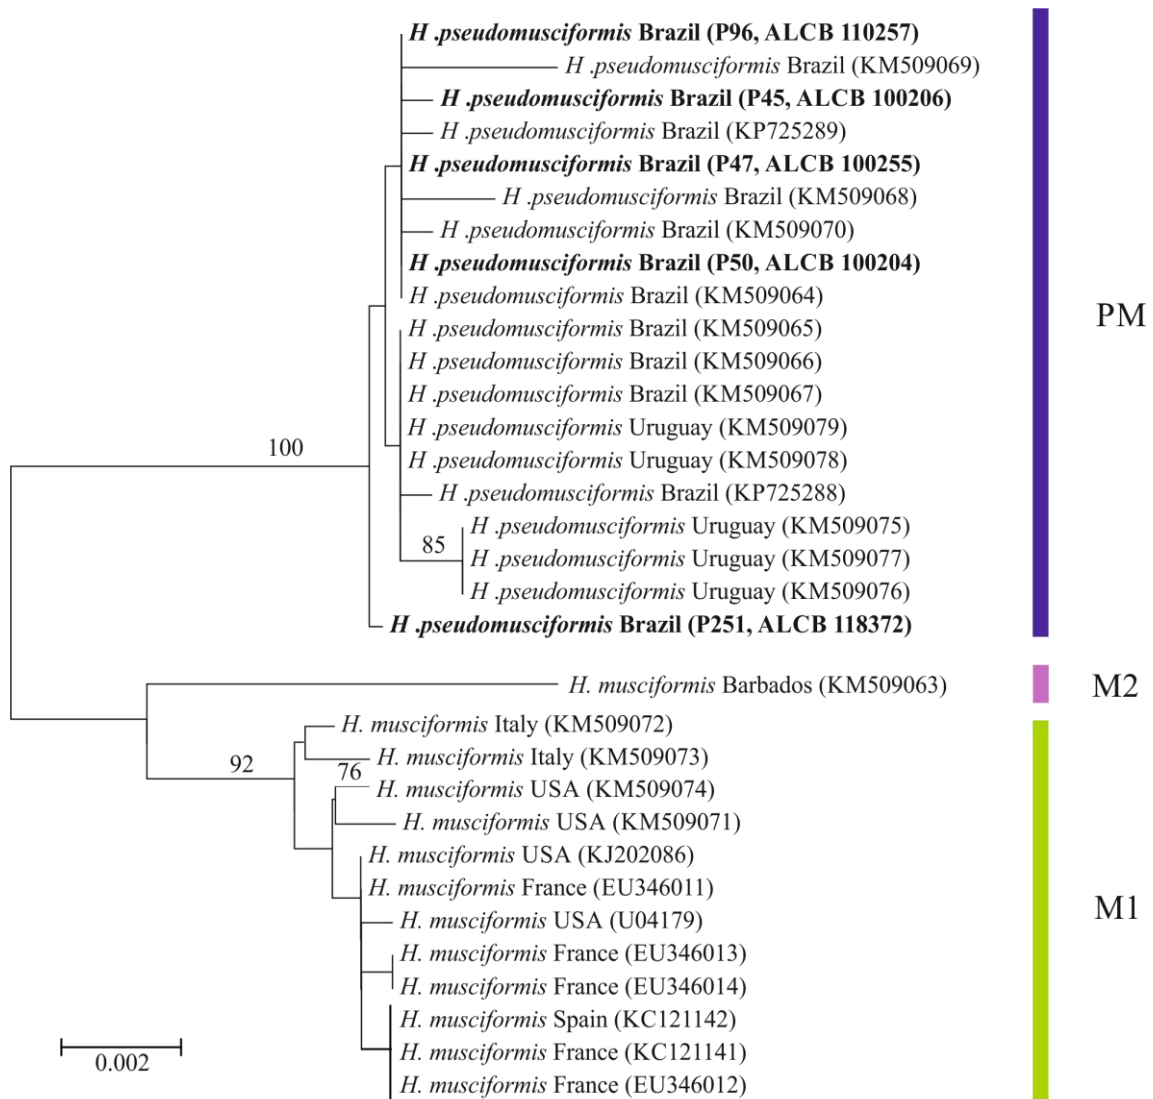 H .pseudomusciformis Brazil (P96, ALCB 110257)
H .pseudomusciformis Brazil (KM509069)
H .pseudomusciformis Brazil (P45, ALCB 100206)
H .pseudomusciformis Brazil (KP725289)
H .pseudomusciformis Brazil (P47, ALCB 100255)
H .pseudomusciformis Brazil (KM509068)
H .pseudomusciformis Brazil (KM509070)
H .pseudomusciformis Brazil (P50, ALCB 100204)
H .pseudomusciformis Brazil (KM509064)
H .pseudomusciformis Brazil (KM509065)
H .pseudomusciformis Brazil (KM509066)
H .pseudomusciformis Brazil (KM509067)
H .pseudomusciformis Uruguay (KM509079)
H .pseudomusciformis Uruguay (KM509078)
H .pseudomusciformis Brazil (KP725288)
H .pseudomusciformis Uruguay (KM509075)
H .pseudomusciformis Uruguay (KM509077)
H .pseudomusciformis Uruguay (KM509076)
H .pseudomusciformis Brazil (P251, ALCB 118372)
PM
100
85
H. musciformis Barbados (KM509063)
M2
H. musciformis Italy (KM509072)
H. musciformis Italy (KM509073)
H. musciformis USA (KM509074)
H. musciformis USA (KM509071)
H. musciformis USA (KJ202086)
H. musciformis France (EU346011)
H. musciformis USA (U04179)
H. musciformis France (EU346013)
H. musciformis France (EU346014)
H. musciformis Spain (KC121142)
H. musciformis France (KC121141)
H. musciformis France (EU346012)
M1
92
76
0.002